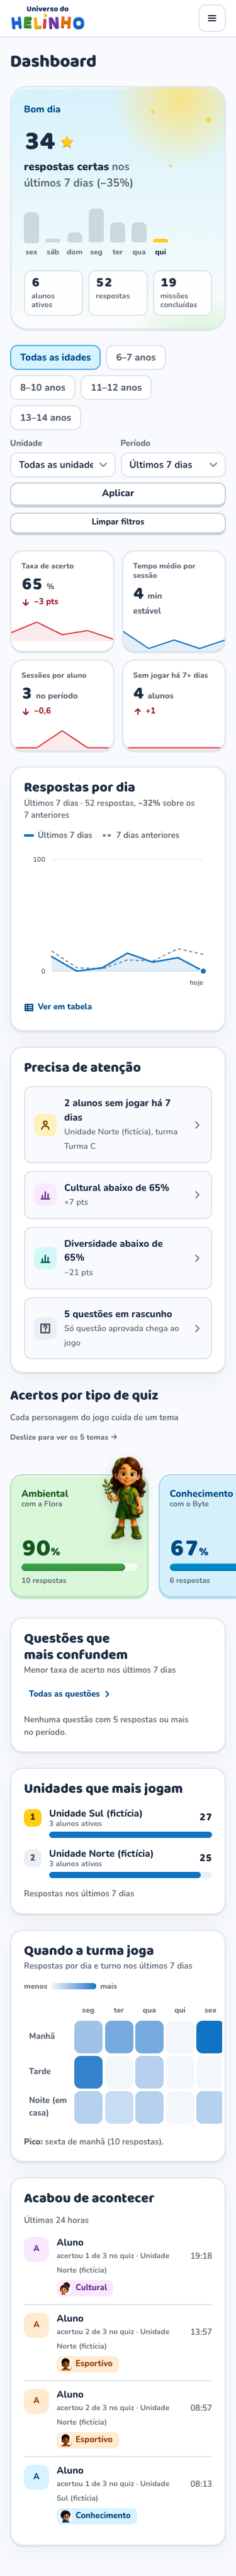 Universo do
HELINHO
Dashboard
Bom dia
34
respostas certas nos
últimos 7 dias (−35%)
sex sáb dom seg ter qua qui
6
alunos
ativos
52
respostas
19
missões
concluídas
Todas as idades
6–7 anos
8–10 anos
11–12 anos
13–14 anos
Unidade
Período
Todas as unidade
Últimos 7 dias
Aplicar
Limpar filtros
Taxa de acerto
65 %
−3 pts
Tempo médio por
sessão
4 min
estável
Sessões por aluno
3 no período
−0,6
Sem jogar há 7+ dias
4 alunos
+1
Respostas por dia
Últimos 7 dias · 52 respostas, −32% sobre os
7 anteriores
Últimos 7 dias
7 dias anteriores
100
0
hoje
Ver em tabela
Precisa de atenção
2 alunos sem jogar há 7
dias
Unidade Norte (fictícia), turma
Turma C
Cultural abaixo de 65%
+7 pts
Diversidade abaixo de
65%
−21 pts
5 questões em rascunho
Só questão aprovada chega ao
jogo
Acertos por tipo de quiz
Cada personagem do jogo cuida de um tema
Deslize para ver os 5 temas →
Ambiental
com a Flora
90%
10 respostas
Conhecimento
com o Byte
67%
6 respostas
Questões que
mais confundem
Menor taxa de acerto nos últimos 7 dias
Todas as questões
Nenhuma questão com 5 respostas ou mais
no período.
Unidades que mais jogam
1
Unidade Sul (fictícia)
3 alunos ativos
27
2
Unidade Norte (fictícia)
3 alunos ativos
25
Respostas nos últimos 7 dias
Quando a turma joga
Respostas por dia e turno nos últimos 7 dias
menos
mais
seg ter qua qui sex
Manhã
Tarde
Noite (em
casa)
Pico: sexta de manhã (10 respostas).
Acabou de acontecer
Últimas 24 horas
A
Aluno
acertou 1 de 3 no quiz · Unidade
Norte (fictícia)
19:18
Cultural
A
Aluno
acertou 2 de 3 no quiz · Unidade
Norte (fictícia)
13:57
Esportivo
A
Aluno
acertou 2 de 3 no quiz · Unidade
Norte (fictícia)
08:57
Esportivo
A
Aluno
acertou 1 de 3 no quiz · Unidade
Sul (fictícia)
08:13
Conhecimento